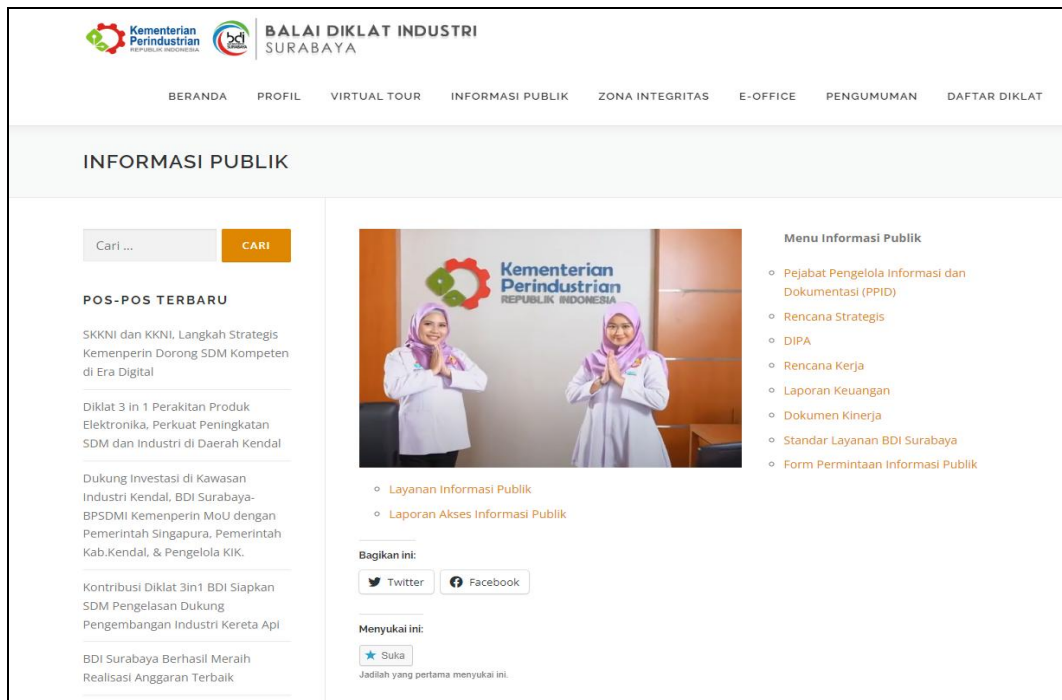 Kementerian
Perindustrian
REPUBLIK INDONESIA
bdi
SURABAYA
BALAI DIKLAT INDUSTRI
SURABAYA
BERANDA PROFIL VIRTUAL TOUR INFORMASI PUBLIK ZONA INTEGRITAS E-OFFICE PENGUMUMAN DAFTAR DIKLAT
INFORMASI PUBLIK
Cari ...
CARI
POS-POS TERBARU
SKKNI dan KKNI, Langkah Strategis
Kemenperin Dorong SDM Kompeten
di Era Digital
Diklat 3 in 1 Perakitan Produk
Elektronika, Perkuat Peningkatan
SDM dan Industri di Daerah Kendal
Dukung Investasi di Kawasan
Industri Kendal, BDI Surabaya-
BPSDMI Kemenperin MoU dengan
Pemerintah Singapura, Pemerintah
Kab.Kendal, & Pengelola KIK.
Kontribusi Diklat 3in1 BDI Siapkan
SDM Pengelasan Dukung
Pengembangan Industri Kereta Api
BDI Surabaya Berhasil Meraih
Realisasi Anggaran Terbaik
Kementerian
Perindustrian
REPUBLIK INDONESIA
Layanan Informasi Publik
Laporan Akses Informasi Publik
Bagikan ini:
Twitter
Facebook
Menyukai ini:
Suka
Jadilah yang pertama menyukai ini.
Menu Informasi Publik
Pejabat Pengelola Informasi dan
Dokumentasi (PPID)
Rencana Strategis
DIPA
Rencana Kerja
Laporan Keuangan
Dokumen Kinerja
Standar Layanan BDI Surabaya
Form Permintaan Informasi Publik